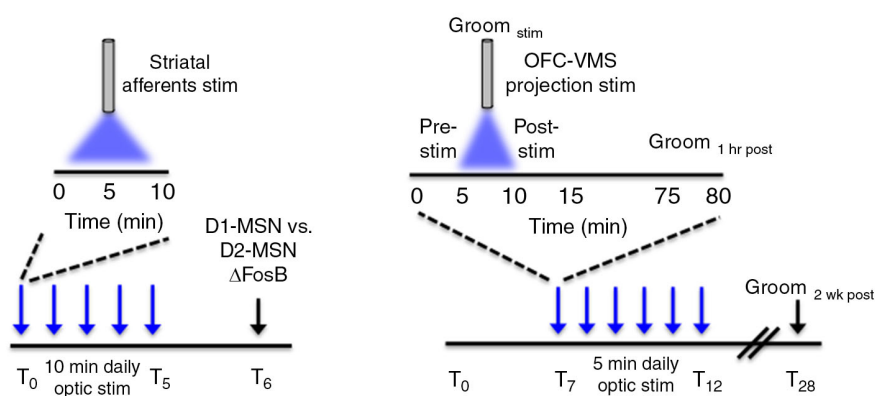 Striatal
afferents stim
0 5 10
Time (min)
D1-MSN vs.
D2-MSN
ΔFosB
T0 10 min daily optic stim T5 T6
Groom stim
OFC-VMS
projection stim
Pre-
stim
Post-
stim
Groom 1 hr post
0 5 10 15 75 80
Time (min)
Groom 2 wk post
T0 T7 5 min daily optic stim T12 T28